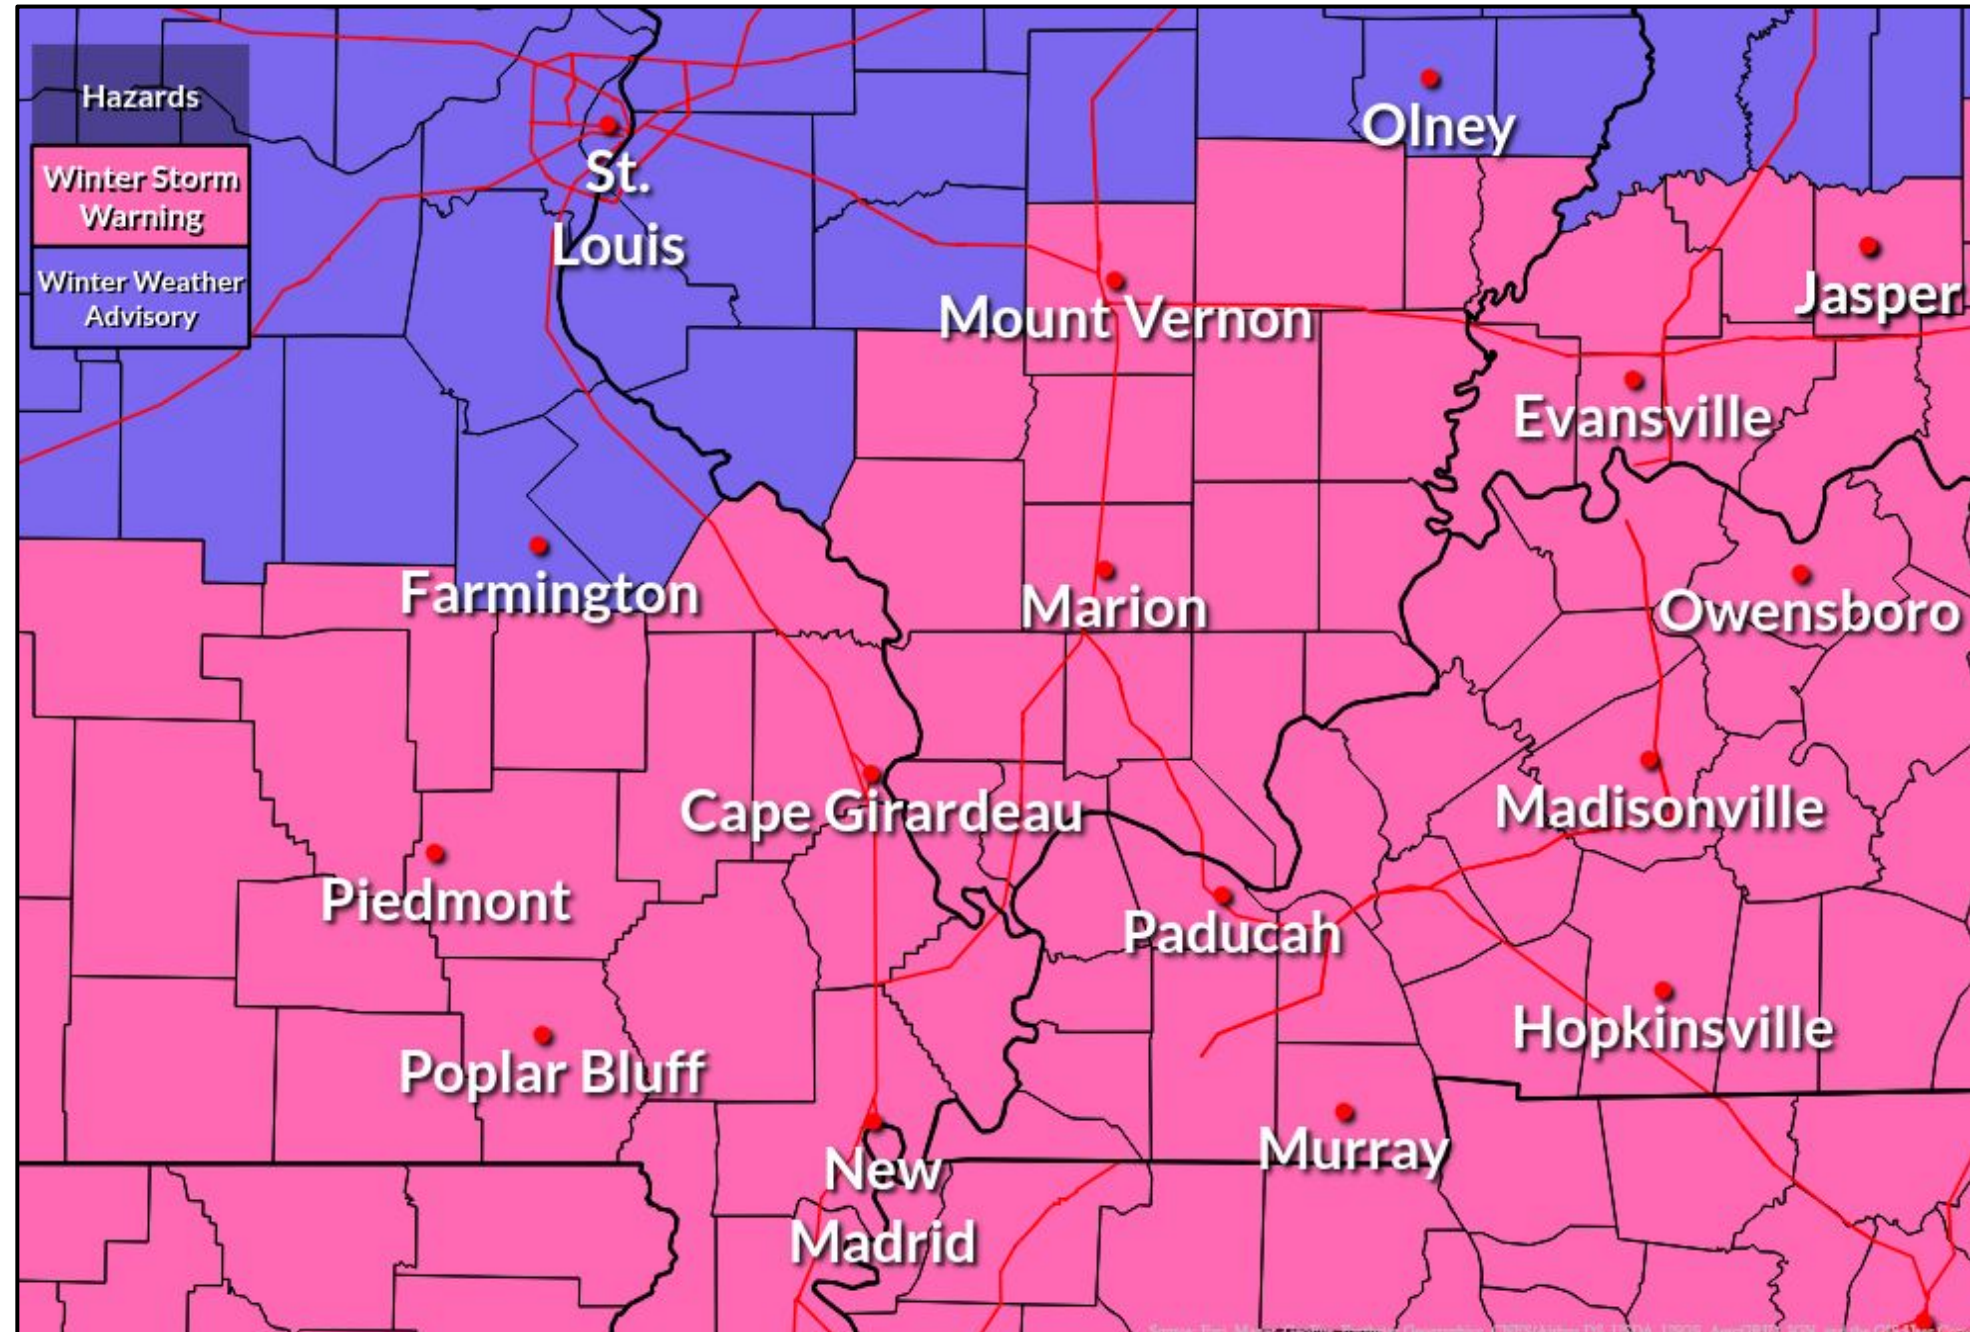 Hazards
Winter Storm
Warning
Winter Weather
Advisory
Olney
St.
Louis
Jasper
Mount Vernon
Evansville
Farmington
Marion
Owensboro
Cape Girardeau
Madisonville
Piedmont
Paducah
Hopkinsville
Poplar Bluff
Murray
New
Madrid